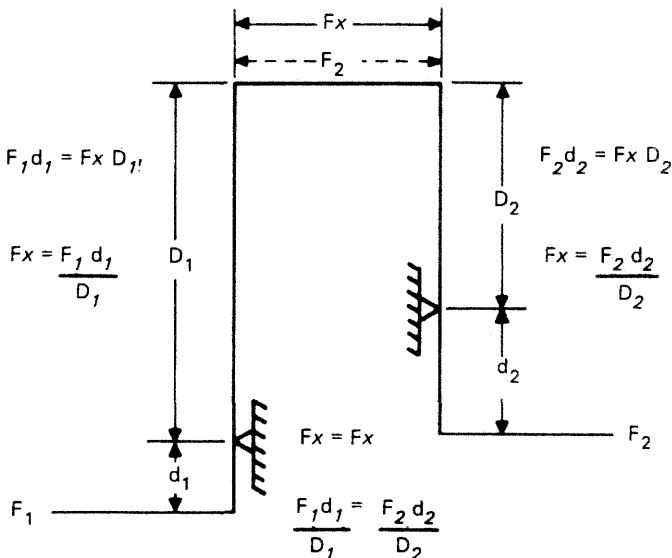 Fx
F₂
F₁d₁ = Fx D₁!
Fx = F₁ d₁
D₁
D₁
d₁
F₁
F₂d₂ = Fx D₂
D₂
Fx = F₂ d₂
D₂
d₂
F₂
Fx = Fx
F₁d₁ = F₂ d₂
D₁ D₂